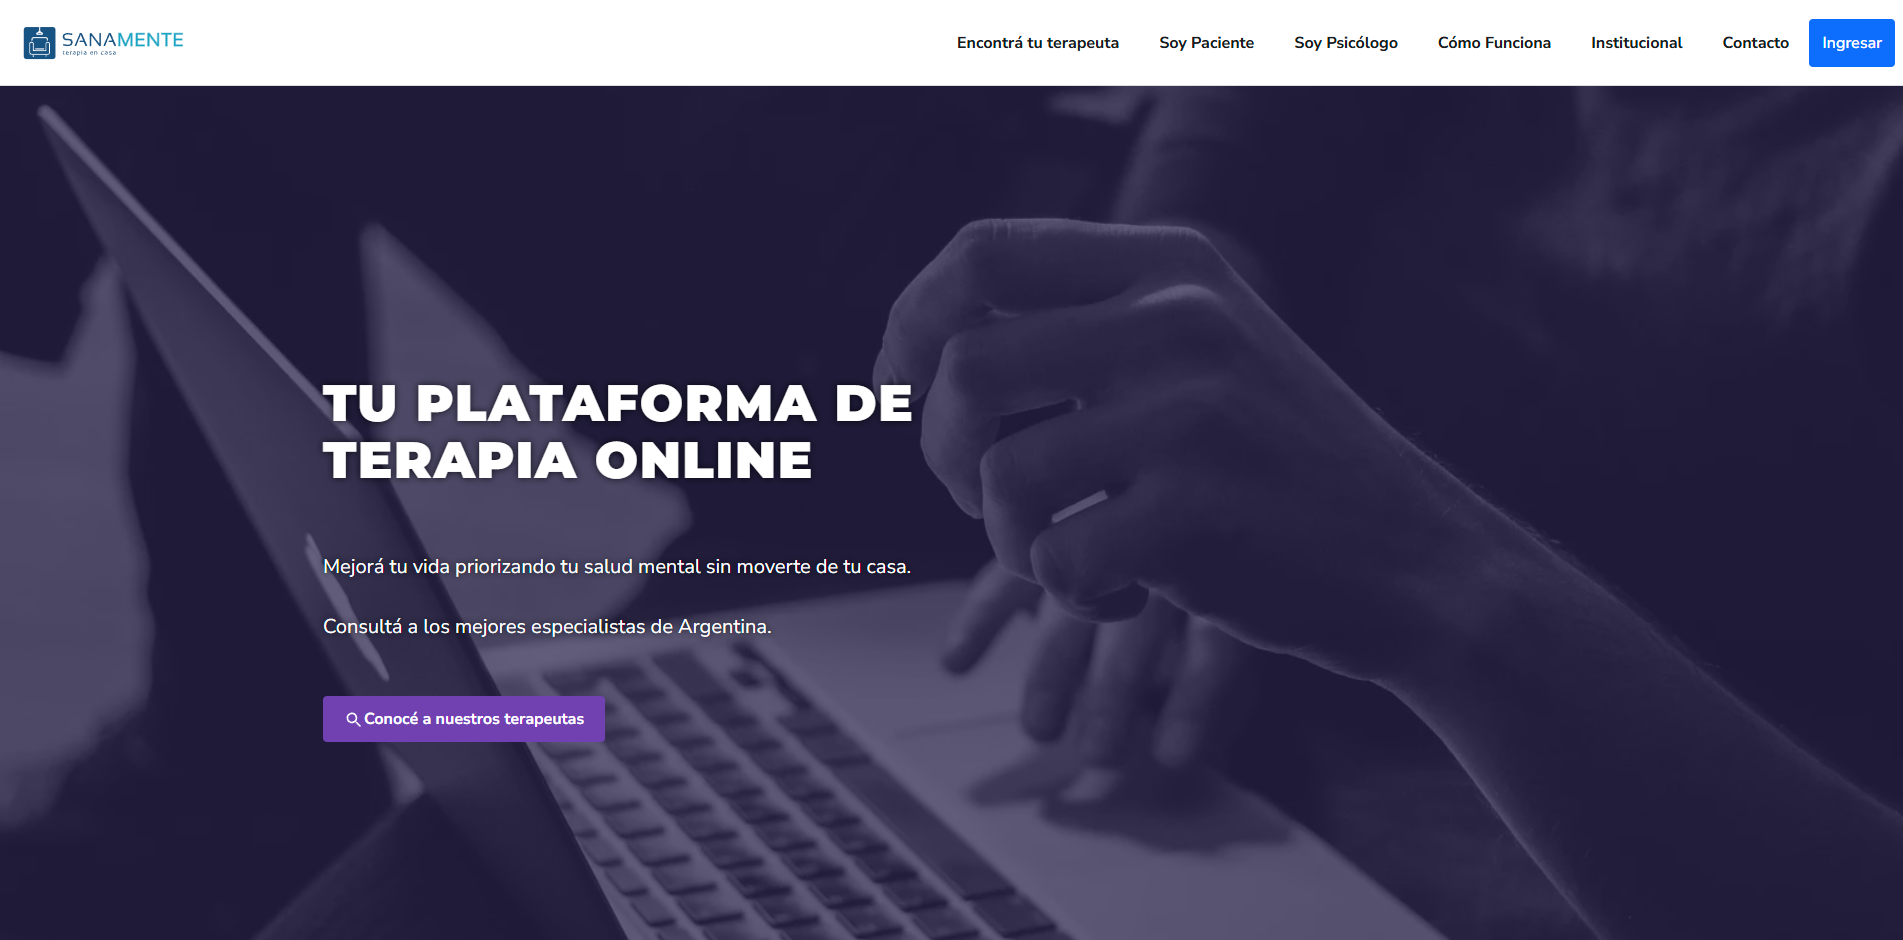 SANAMENTE
terapia en casa
Encontrá tu terapeuta
Soy Paciente
Soy Psicólogo
Cómo Funciona
Institucional
Contacto
Ingresar
TU PLATAFORMA DE
TERAPIA ONLINE
Mejorá tu vida priorizando tu salud mental sin moverte de tu casa.
Consultá a los mejores especialistas de Argentina.
Conocé a nuestros terapeutas